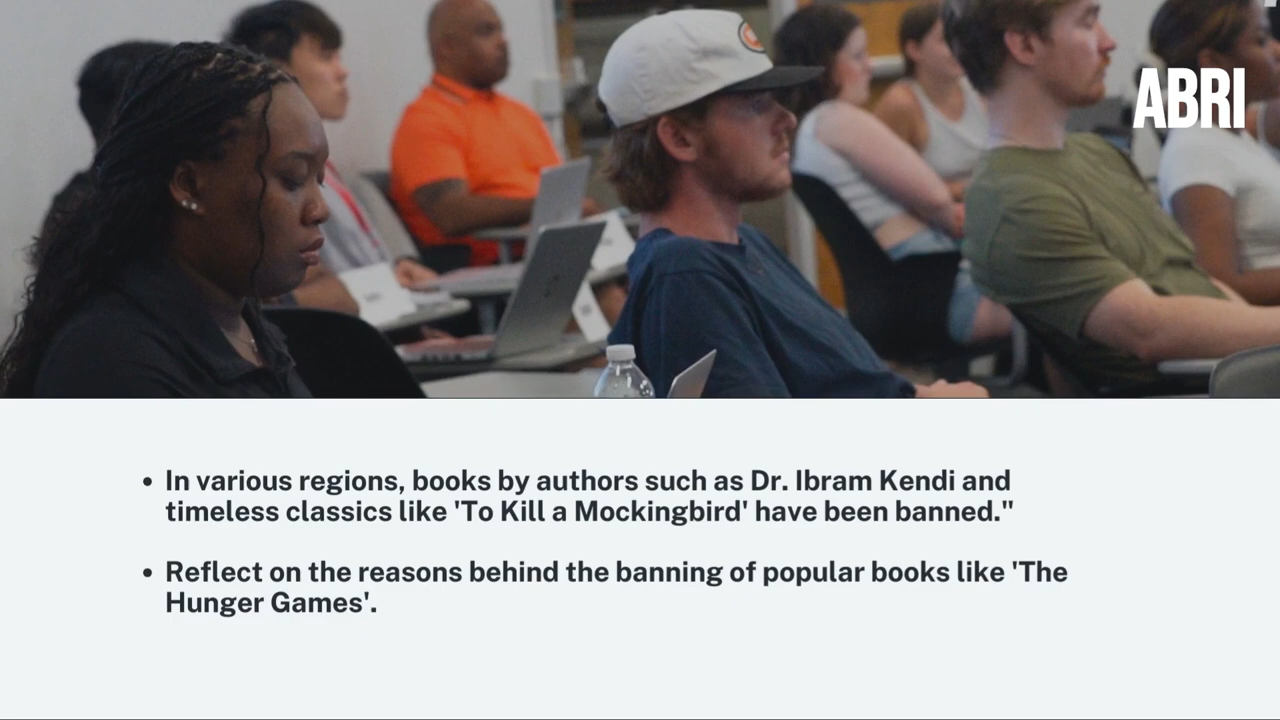 ABRI
• In various regions, books by authors such as Dr. Ibram Kendi and
timeless classics like 'To Kill a Mockingbird' have been banned."
• Reflect on the reasons behind the banning of popular books like 'The
Hunger Games'.